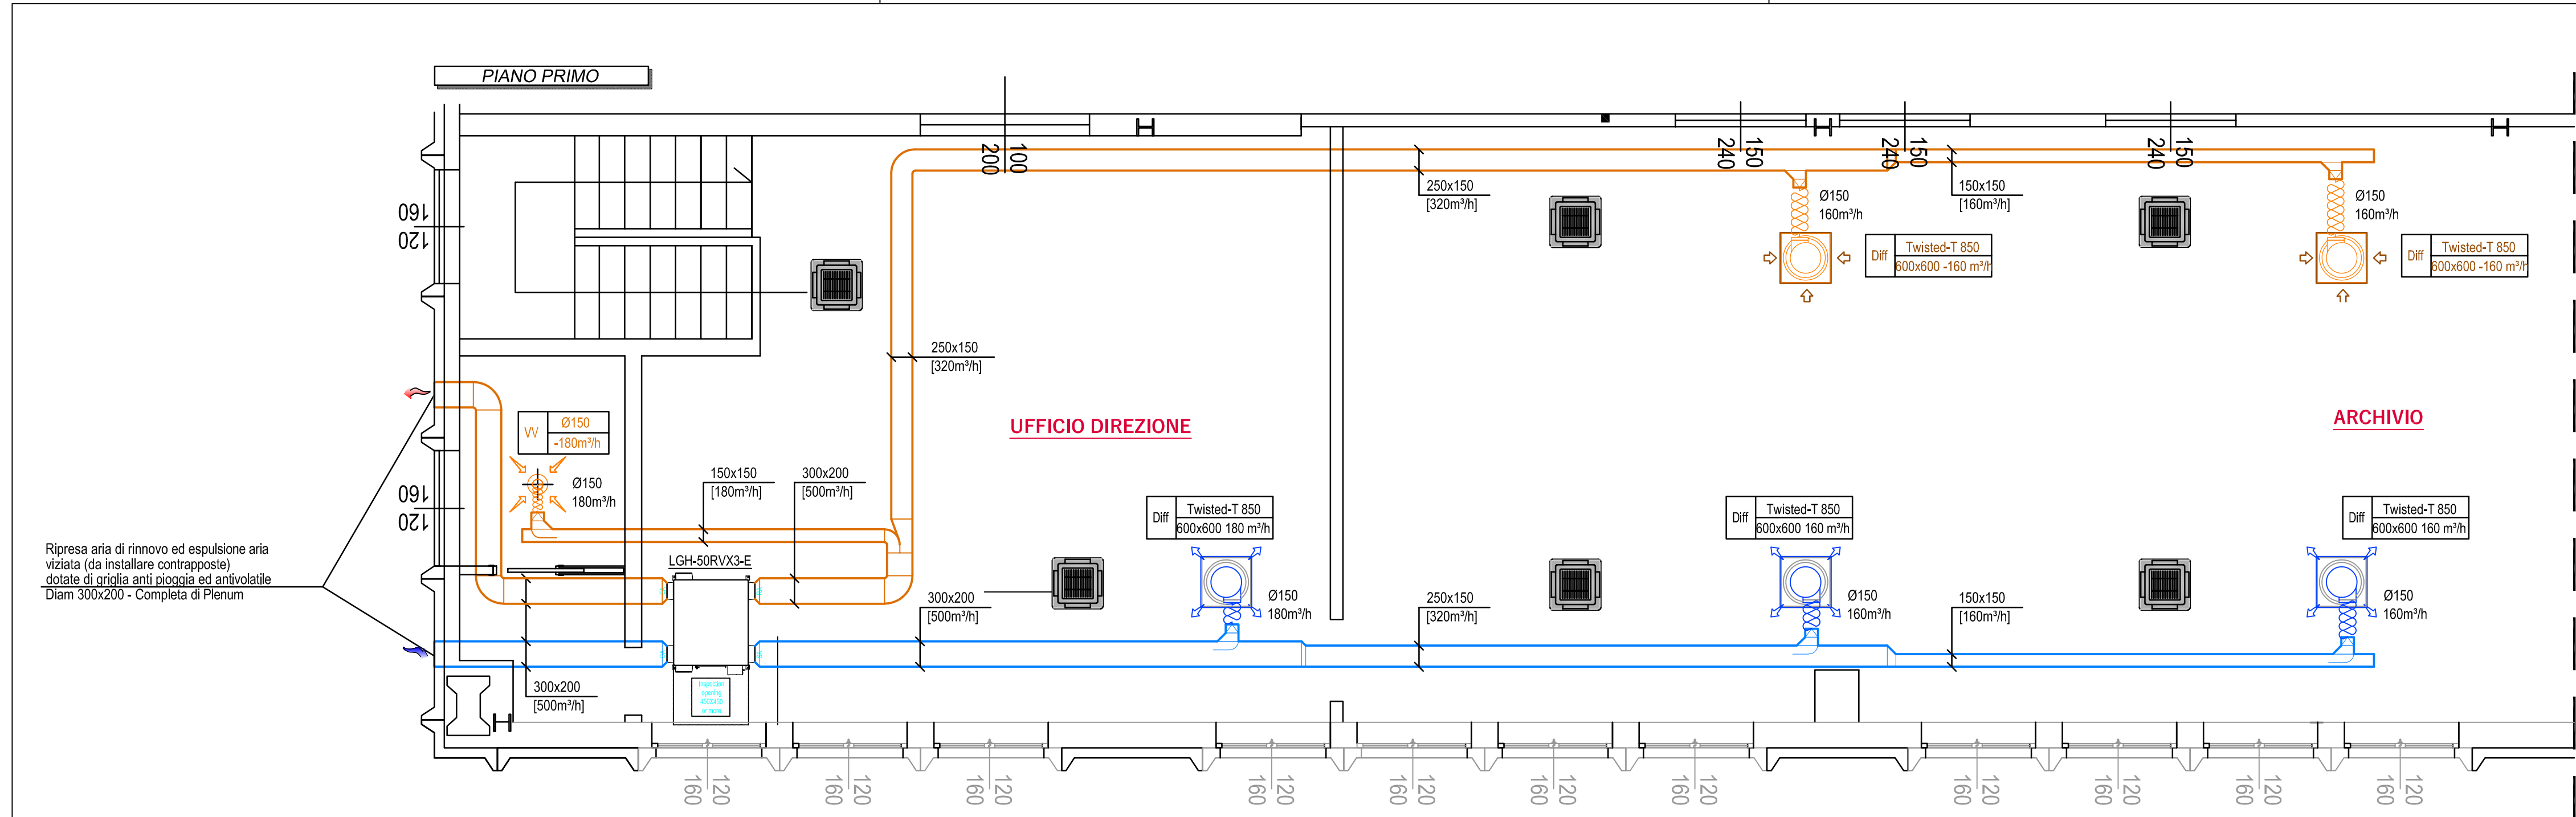 PIANO PRIMO
100
200
150
240
150
240
150
240
250x150
[320m³/h]
150x150
[160m³/h]
Ø150
160m³/h
Ø150
160m³/h
160
120
Diff
Twisted-T 850
600x600 -160 m³/h
Diff
Twisted-T 850
600x600 -160 m³/h
250x150
[320m³/h]
UFFICIO DIREZIONE
ARCHIVIO
VV
Ø150
-180m³/h
Ø150
180m³/h
150x150
[180m³/h]
300x200
[500m³/h]
160
120
Diff
Twisted-T 850
600x600 180 m³/h
Diff
Twisted-T 850
600x600 160 m³/h
Diff
Twisted-T 850
600x600 160 m³/h
Ripresa aria di rinnovo ed espulsione aria
viziata (da installare contrapposte)
dotate di griglia anti pioggia ed antivolatile
Diam 300x200 - Completa di Plenum
LGH-50RVX3-E
300x200
[500m³/h]
Ø150
180m³/h
250x150
[320m³/h]
Ø150
160m³/h
150x150
[160m³/h]
Ø150
160m³/h
300x200
[500m³/h]
Inspection
opening
450X450
or more
120
160
120
160
120
160
120
160
120
160
120
160
120
160
120
160
120
160
120
160
120
160